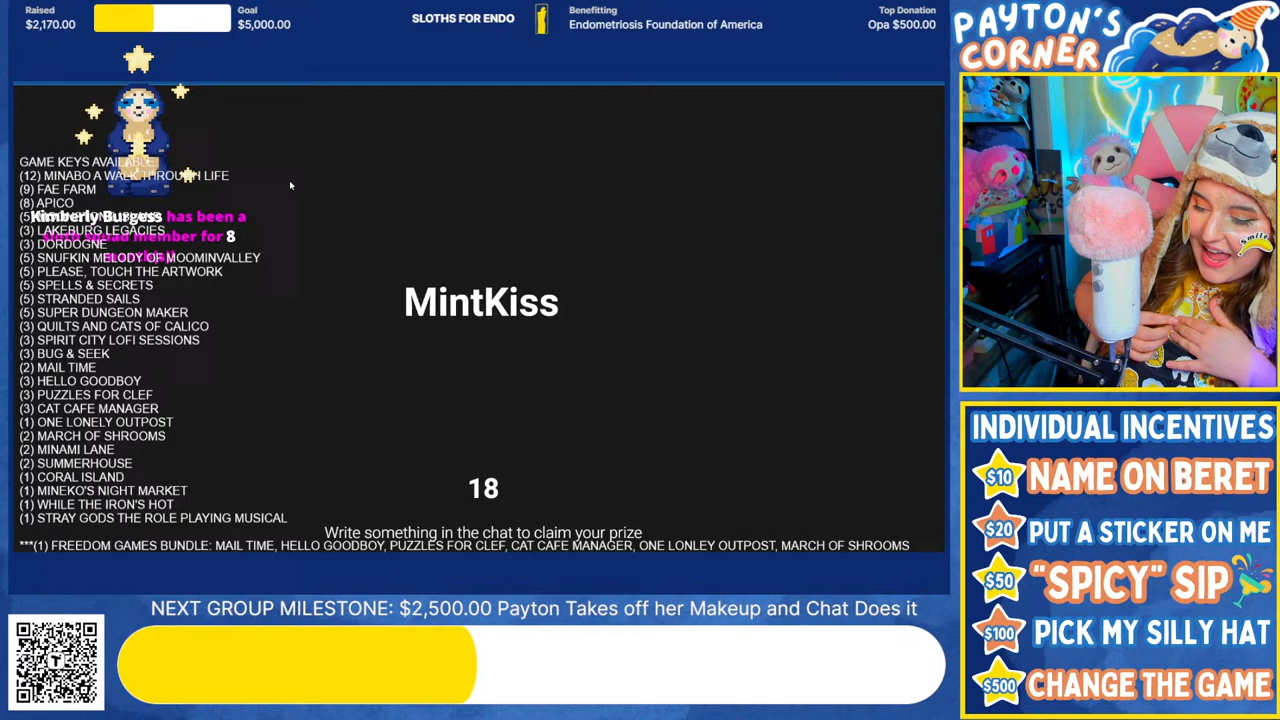 Raised
$2,170.00
Goal
$5,000.00
SLOTHS FOR ENDO
Benefitting
Endometriosis Foundation of America
Top Donation
Opa $500.00
PAYTON'S
CORNER
GAME KEYS AVAILABLE
(12) MINABO A WALK THROUGH LIFE
(9) FAE FARM
(8) APICO
Kimberly Burgess has been a
(3) LAKEBURG LEGACIES
squad member for 8
(3) DORDOGNE
(5) SNUFKIN MELODY OF MOOMINVALLEY
(5) PLEASE, TOUCH THE ARTWORK
(5) SPELLS & SECRETS
(5) STRANDED SAILS
(5) SUPER DUNGEON MAKER
(3) QUILTS AND CATS OF CALICO
(3) SPIRIT CITY LOFI SESSIONS
(3) BUG & SEEK
(2) MAIL TIME
(3) HELLO GOODBOY
(3) PUZZLES FOR CLEF
(3) CAT CAFE MANAGER
(1) ONE LONELY OUTPOST
(2) MARCH OF SHROOMS
(2) MINAMI LANE
(2) SUMMERHOUSE
(1) CORAL ISLAND
(1) MINEKO'S NIGHT MARKET
(1) WHILE THE IRON'S HOT
(1) STRAY GODS THE ROLE PLAYING MUSICAL
***(1) FREEDOM GAMES BUNDLE: MAIL TIME, HELLO GOODBOY, PUZZLES FOR CLEF, CAT CAFE MANAGER, ONE LONLEY OUTPOST, MARCH OF SHROOMS
MintKiss
18
Write something in the chat to claim your prize
Smile
INDIVIDUAL INCENTIVES
$10 NAME ON BERET
$20 PUT A STICKER ON ME
$50 "SPICY" SIP
$100 PICK MY SILLY HAT
$500 CHANGE THE GAME
NEXT GROUP MILESTONE: $2,500.00 Payton Takes off her Makeup and Chat Does it